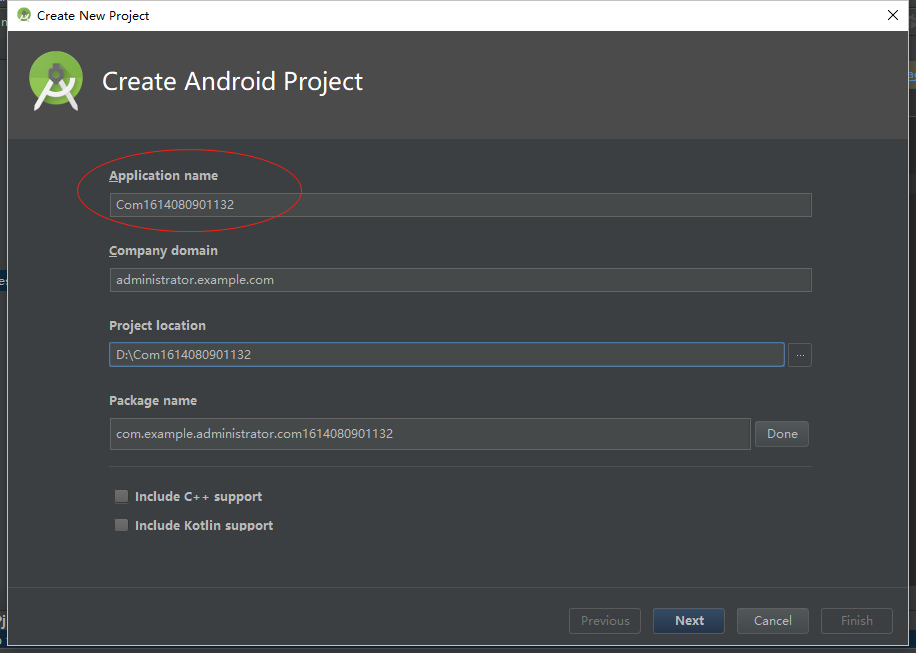 Create New Project
Create Android Project
Application name
Com1614080901132
Company domain
administrator.example.com
Project location
D:\Com1614080901132
...
Package name
com.example.administrator.com1614080901132
Done
Include C++ support
Include Kotlin support
Previous
Next
Cancel
Finish